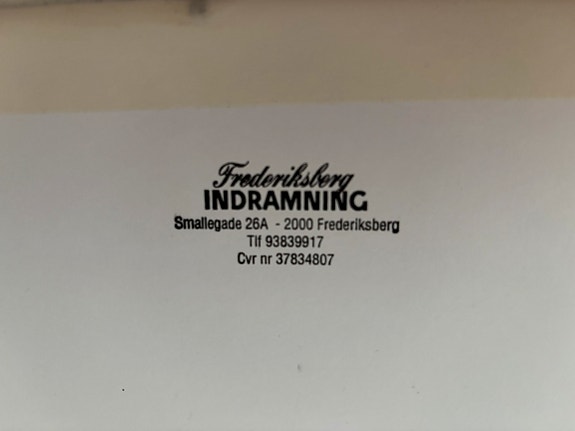 Frederiksberg
INDRAMNING
Smallegade 26A - 2000 Frederiksberg
Tlf 93839917
Cvr nr 37834807